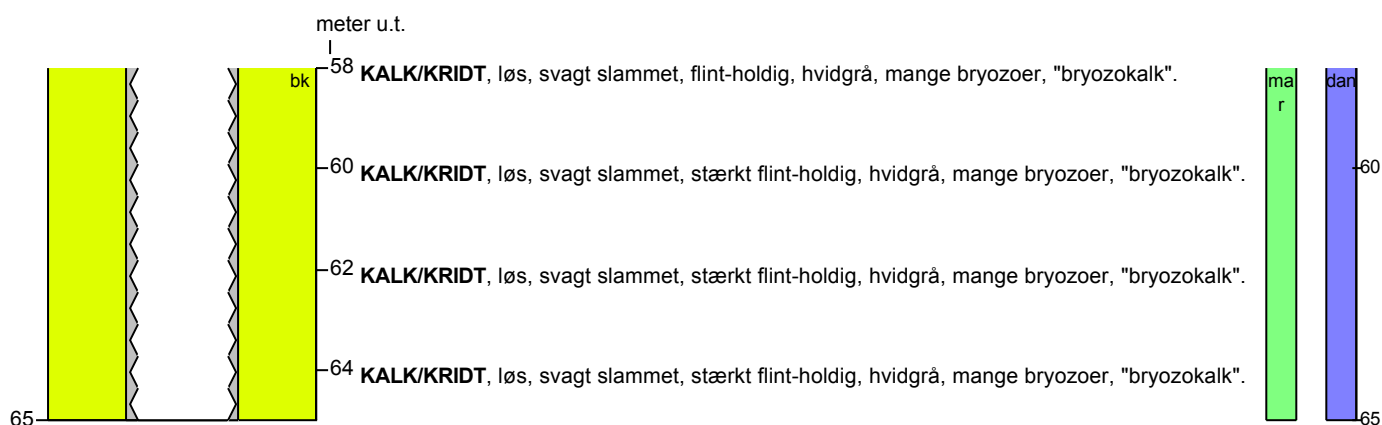 meter u.t.
bk
58 KALK/KRIDT, løs, svagt slammet, flint-holdig, hvidgrå, mange bryozoer, "bryozokalk".
ma
r
dan
60 KALK/KRIDT, løs, svagt slammet, stærkt flint-holdig, hvidgrå, mange bryozoer, "bryozokalk".
60
62 KALK/KRIDT, løs, svagt slammet, stærkt flint-holdig, hvidgrå, mange bryozoer, "bryozokalk".
64 KALK/KRIDT, løs, svagt slammet, stærkt flint-holdig, hvidgrå, mange bryozoer, "bryozokalk".
65
65